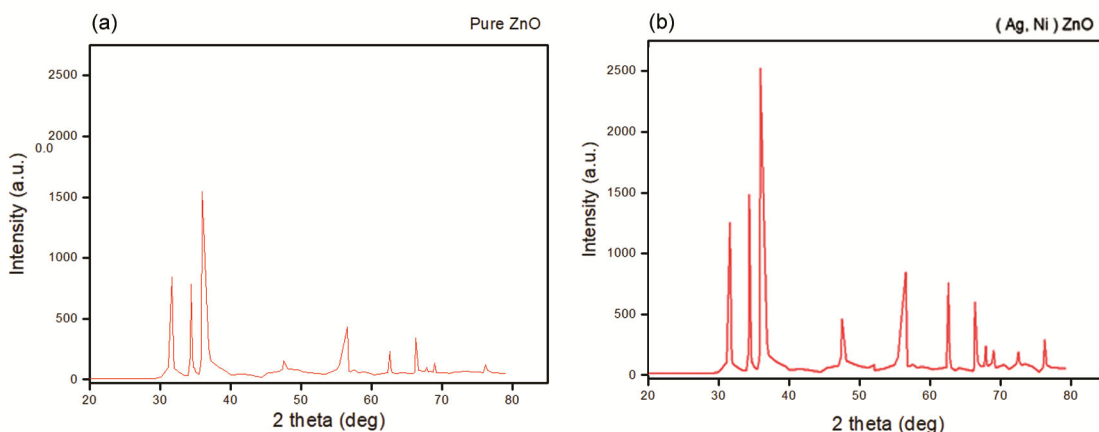 (a)
Pure ZnO
2500
2000
0.0
1500
1000
500
0
Intensity (a.u.)
20 30 40 50 60 70 80
2 theta (deg)
(b)
( Ag, Ni ) ZnO
2500
2000
1500
1000
500
0
Intensity (a.u.)
20 30 40 50 60 70 80
2 theta (deg)